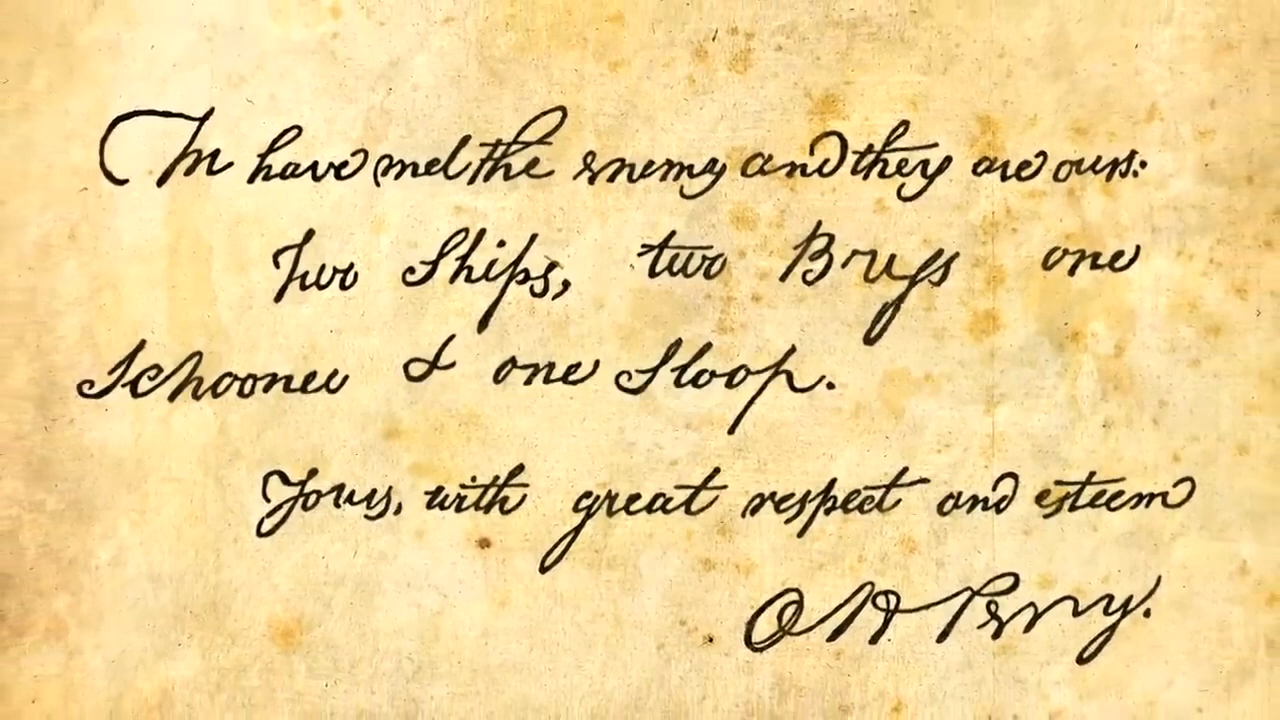 We have met the enemy and they are ours:
Two Ships, two Brigs one
Schooner & one Sloop.
Yours, with great respect and esteem
O H Perry.